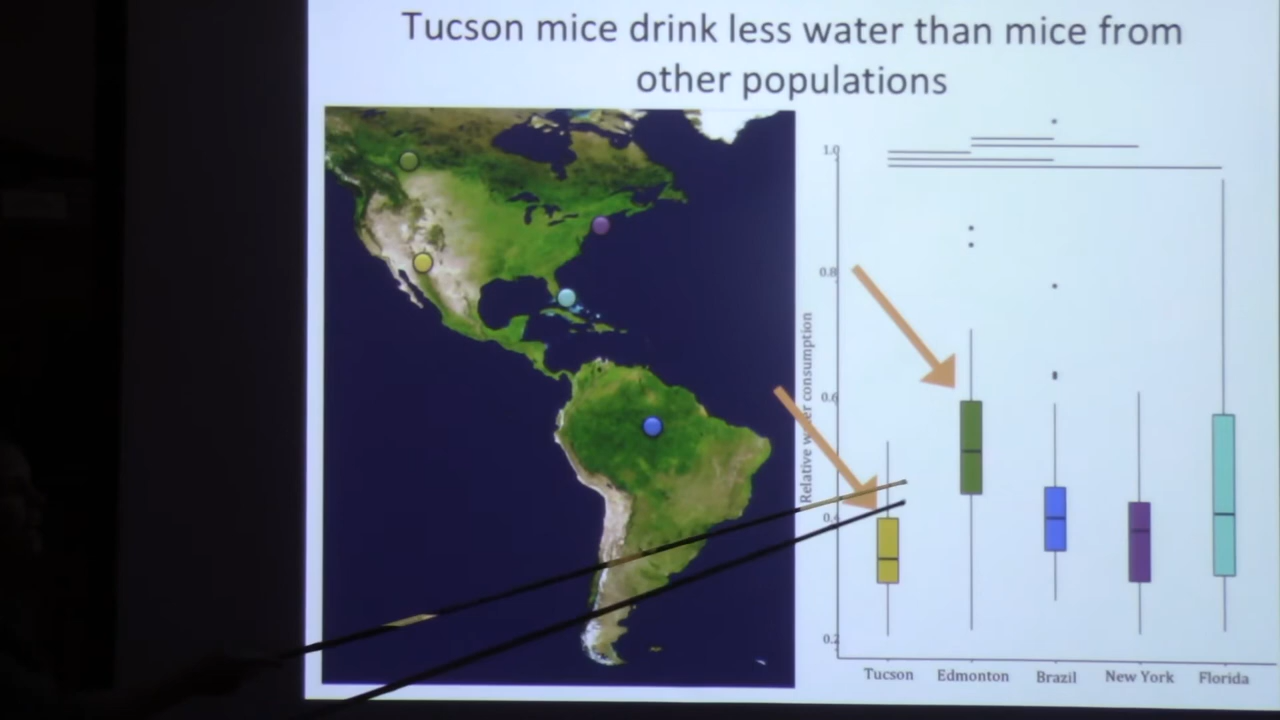 Tucson mice drink less water than mice from
other populations
1.0
0.8
0.6
0.4
0.2
Relative water consumption
Tucson Edmonton Brazil New York Florida